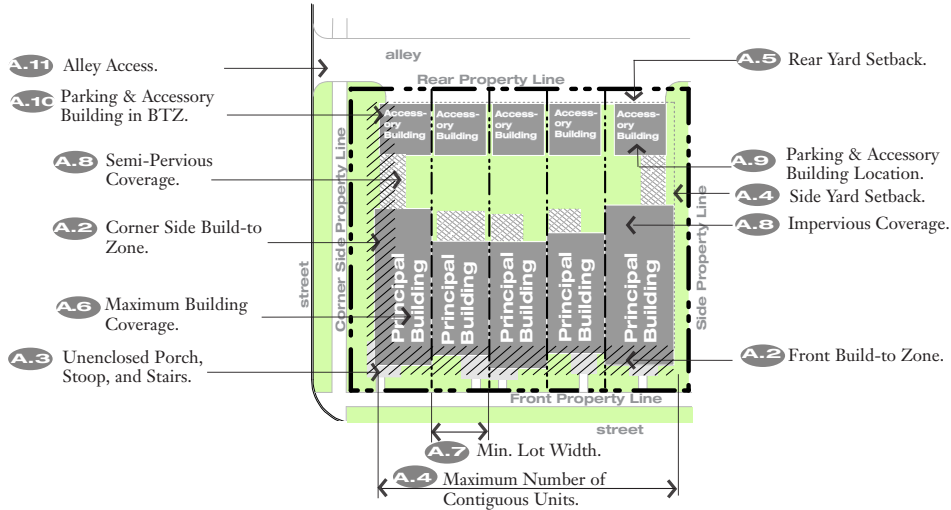 alley
A.11 Alley Access.
A.5 Rear Yard Setback.
Rear Property Line
A.10 Parking & Accessory
Building in BTZ.
Access-
ory
Building
Access-
ory
Building
Access-
ory
Building
Access-
ory
Building
Access-
ory
Building
A.8 Semi-Pervious
Coverage.
A.9 Parking & Accessory
Building Location.
A.4 Side Yard Setback.
A.2 Corner Side Build-to
Zone.
A.8 Impervious Coverage.
street
Corner Side Property Line
Principal
Building
Principal
Building
Principal
Building
Principal
Building
Principal
Building
Side Property Line
A.6 Maximum Building
Coverage.
A.3 Unenclosed Porch,
Stoop, and Stairs.
A.2 Front Build-to Zone.
Front Property Line
street
A.7 Min. Lot Width.
A.4 Maximum Number of
Contiguous Units.